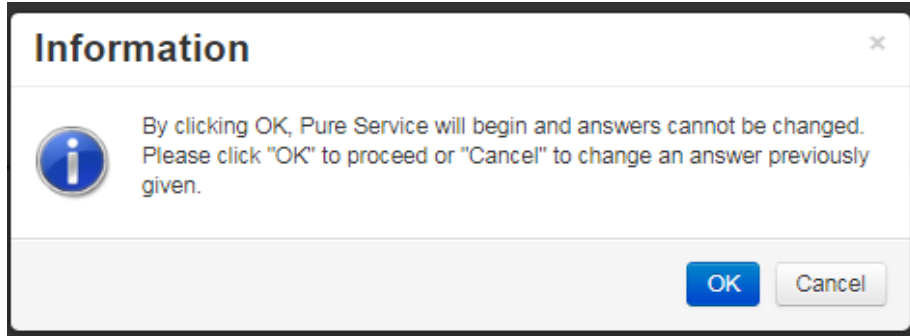 Information
×
By clicking OK, Pure Service will begin and answers cannot be changed.
Please click "OK" to proceed or "Cancel" to change an answer previously
given.
OK
Cancel